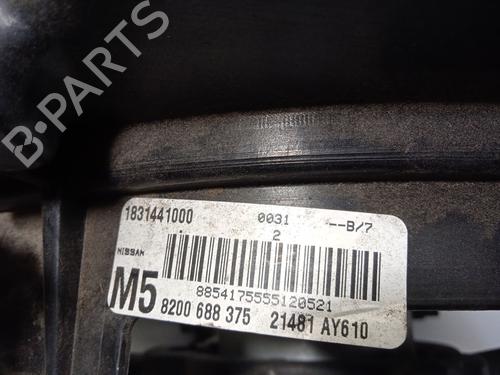 B-PARTS
1831441000 0031 --B/7
2
NISSAN
8854175555120521
M5 8200 688 375 21481 AY610